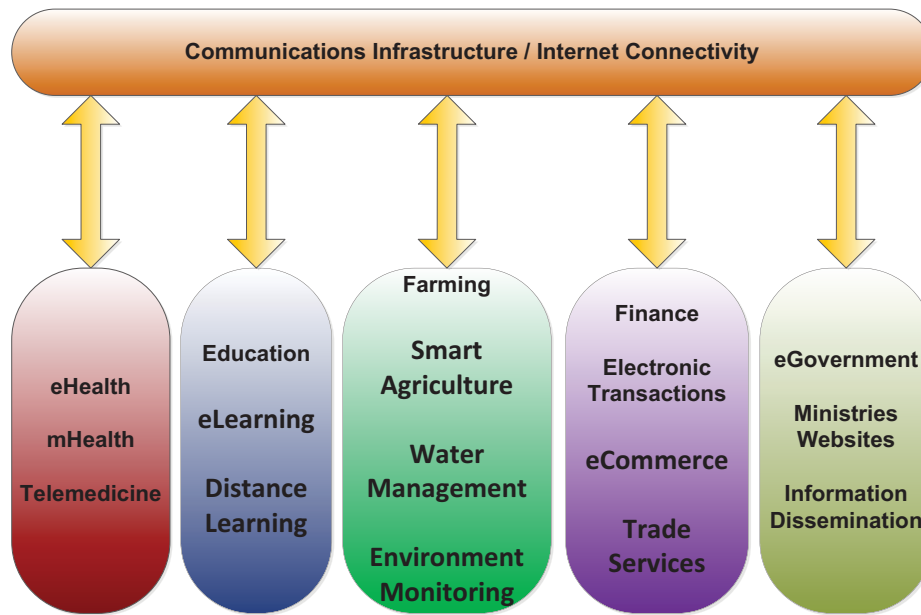 Communications Infrastructure / Internet Connectivity
eHealth
mHealth
Telemedicine
Education
eLearning
Distance
Learning
Farming
Smart
Agriculture
Water
Management
Environment
Monitoring
Finance
Electronic
Transactions
eCommerce
Trade
Services
eGovernment
Ministries
Websites
Information
Dissemination